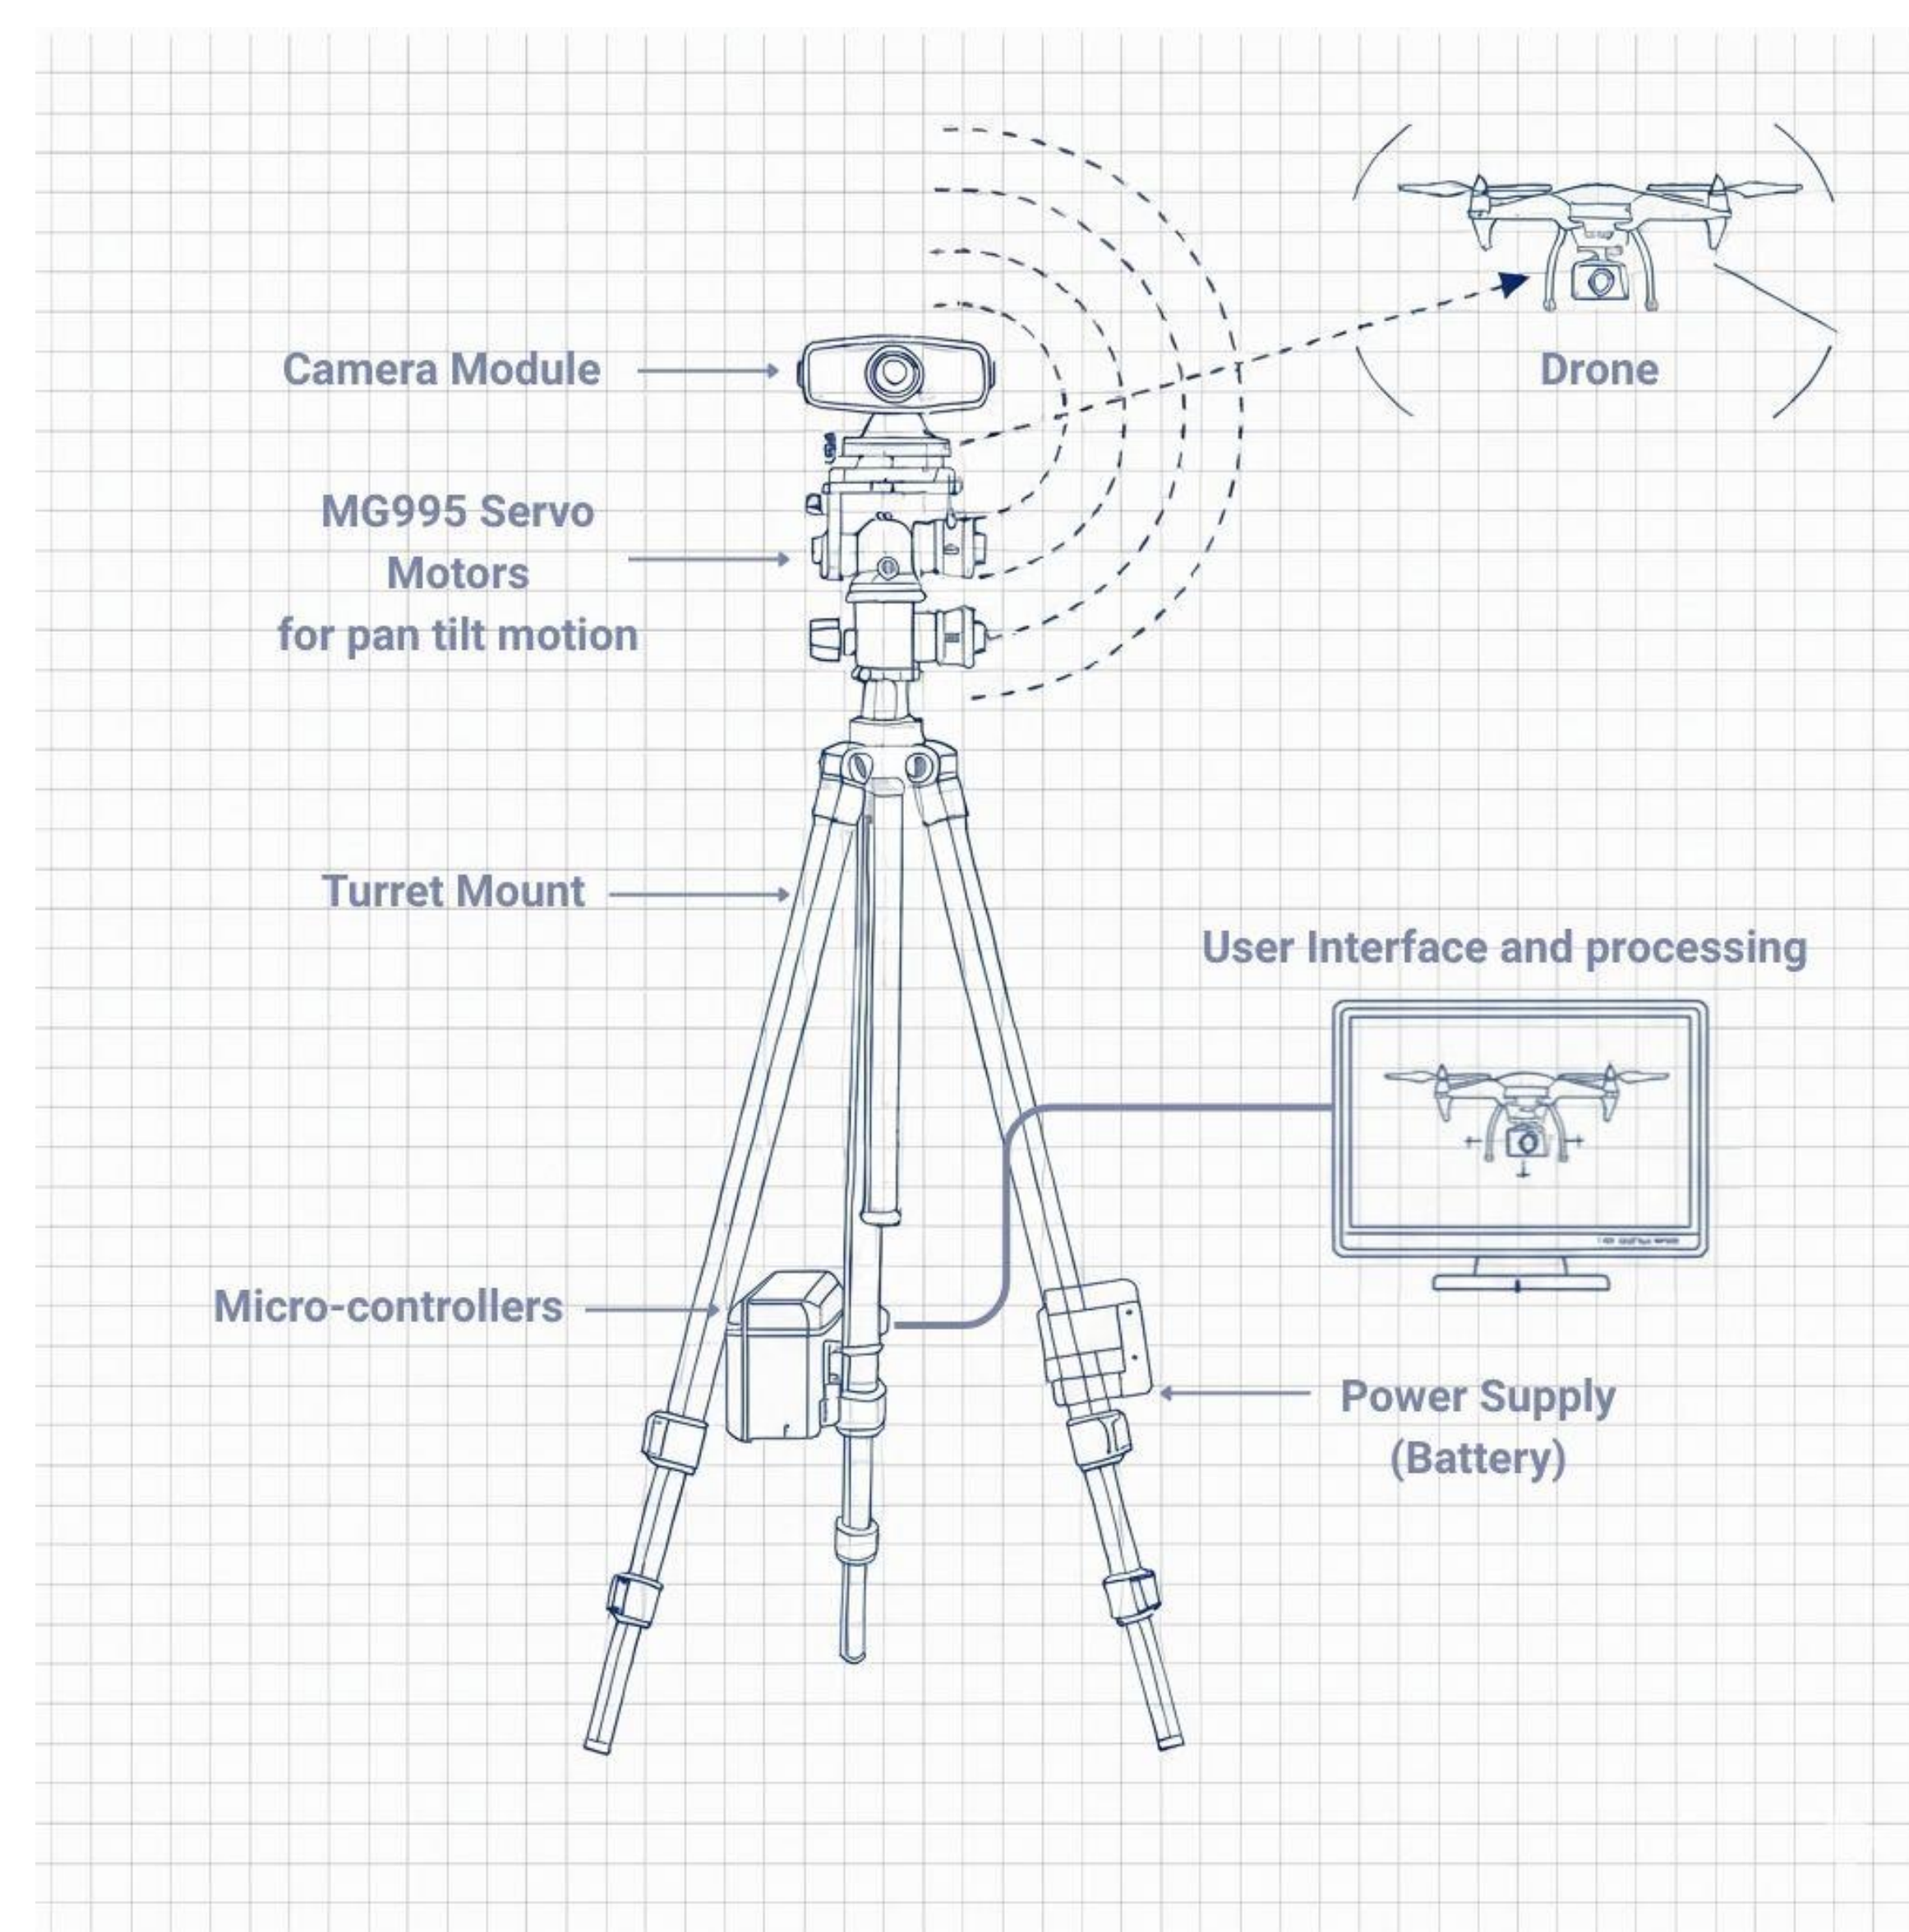 Camera Module
Drone
MG995 Servo
Motors
for pan tilt motion
Turret Mount
User Interface and processing
Micro-controllers
Power Supply
(Battery)